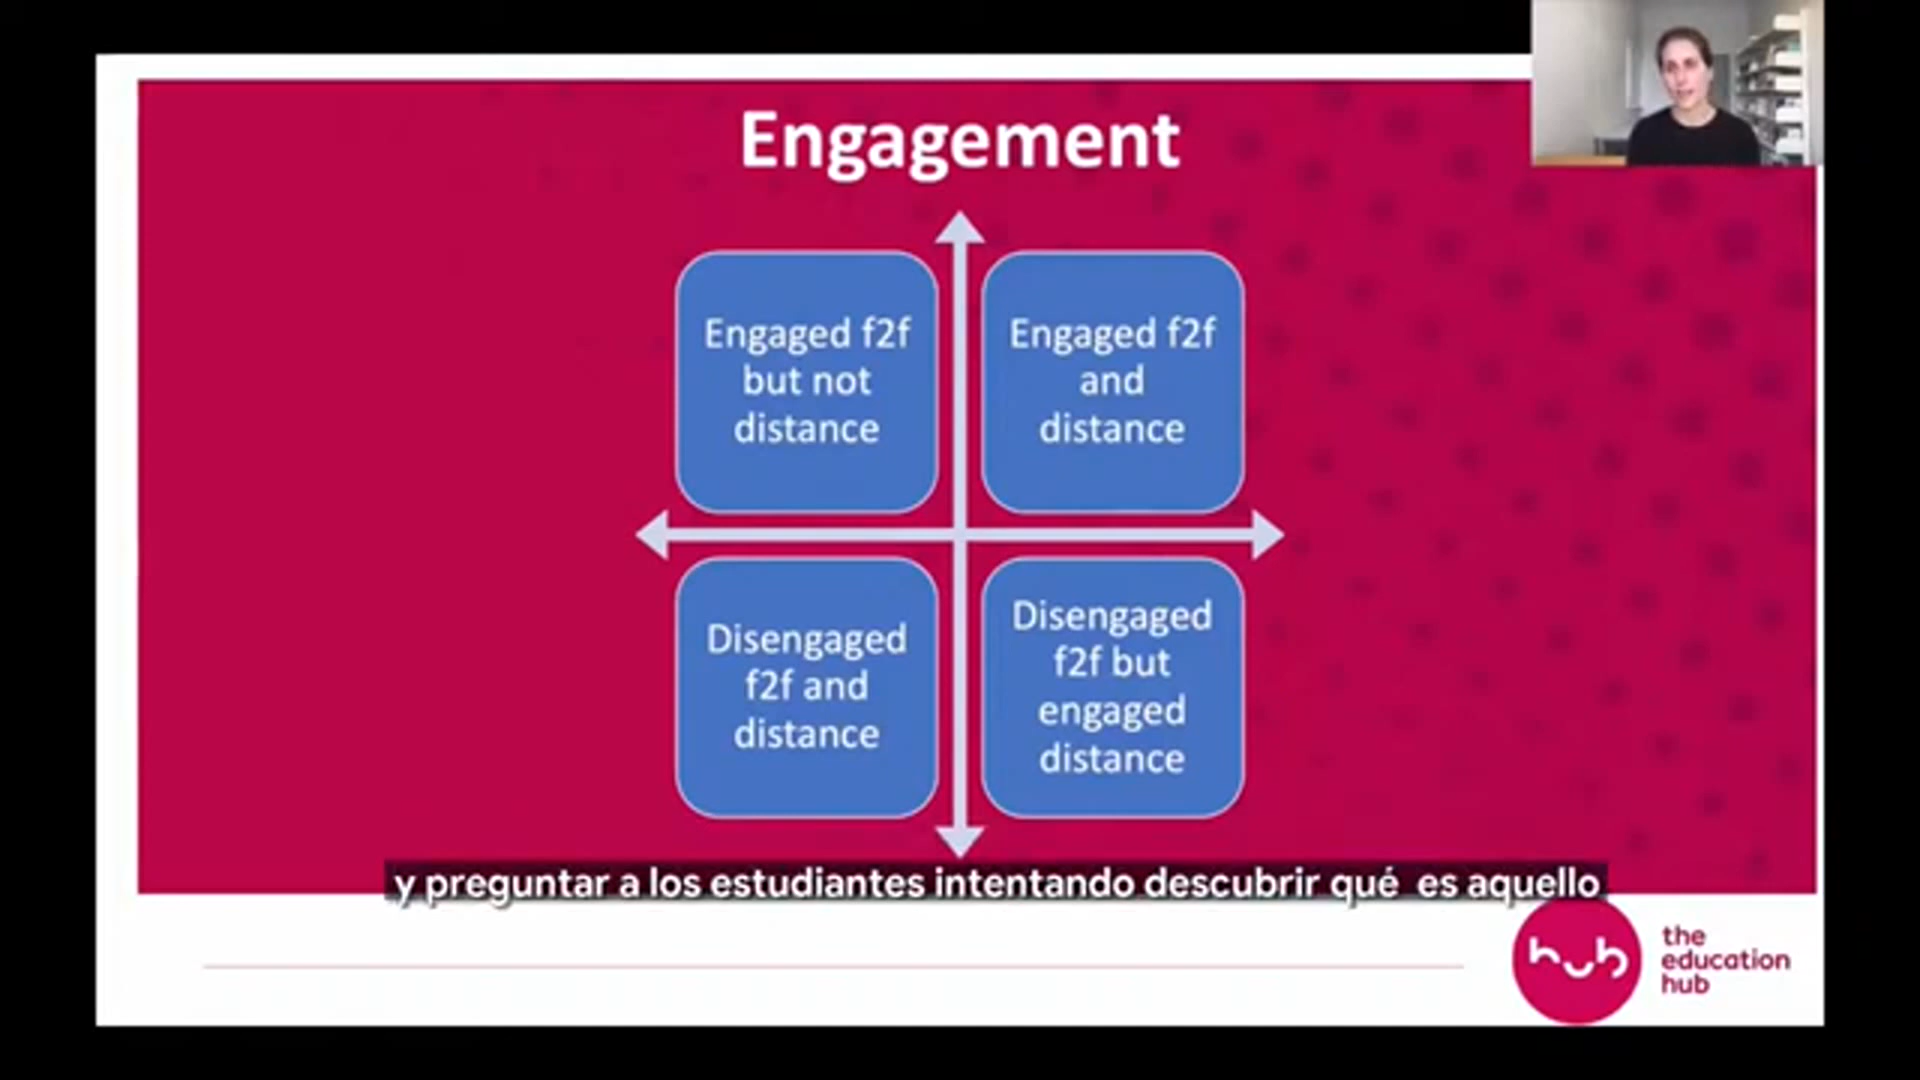 Engagement
Engaged f2f
but not
distance
Engaged f2f
and
distance
Disengaged
f2f and
distance
Disengaged
f2f but
engaged
distance
y preguntar a los estudiantes intentando descubrir qué es aquello
hub
the
education
hub